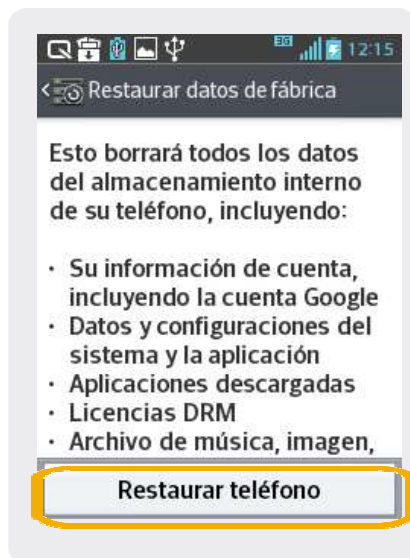 3G 12:15
Restaurar datos de fábrica
Esto borrará todos los datos
del almacenamiento interno
de su teléfono, incluyendo:
· Su información de cuenta,
incluyendo la cuenta Google
· Datos y configuraciones del
sistema y la aplicación
· Aplicaciones descargadas
· Licencias DRM
· Archivo de música, imagen,
Restaurar teléfono